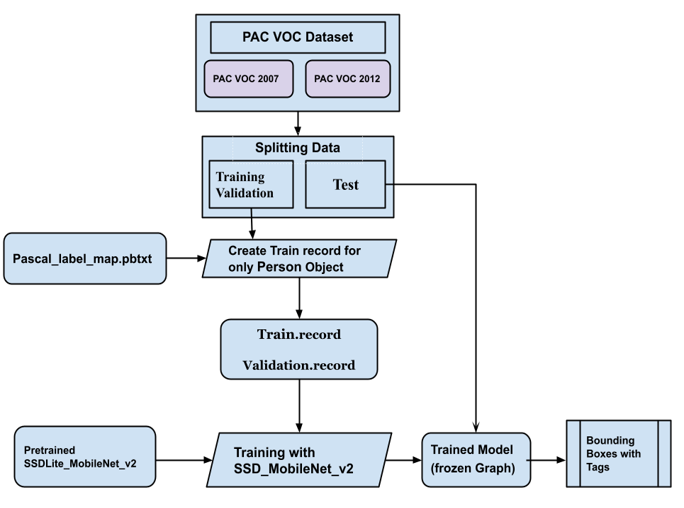 PAC VOC Dataset
PAC VOC 2007
PAC VOC 2012
Splitting Data
Training
Validation
Test
Pascal_label_map.pbtxt
Create Train record for
only Person Object
Train.record
Validation.record
Pretrained
SSDLite_MobileNet_v2
Training with
SSD_MobileNet_v2
Trained Model
(frozen Graph)
Bounding
Boxes with
Tags